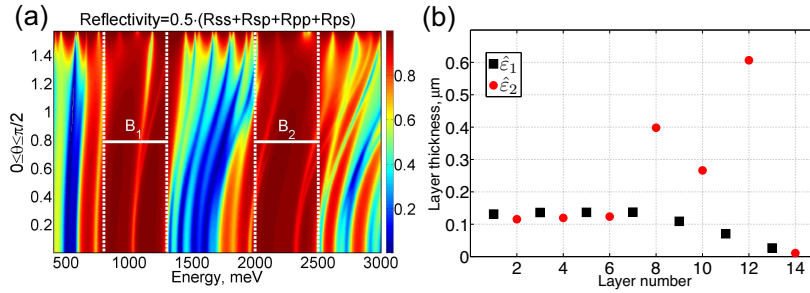 (a)
Reflectivity=0.5·(Rss+Rsp+Rpp+Rps)
0≤θ≤π/2
1.4
1.2
1
0.8
0.6
0.4
0.2
B1
B2
500 1000 1500 2000 2500 3000
Energy, meV
0.8
0.6
0.4
0.2
(b)
Layer thickness, μm
0.6
0.5
0.4
0.3
0.2
0.1
0
ε̂1
ε̂2
2 4 6 8 10 12 14
Layer number